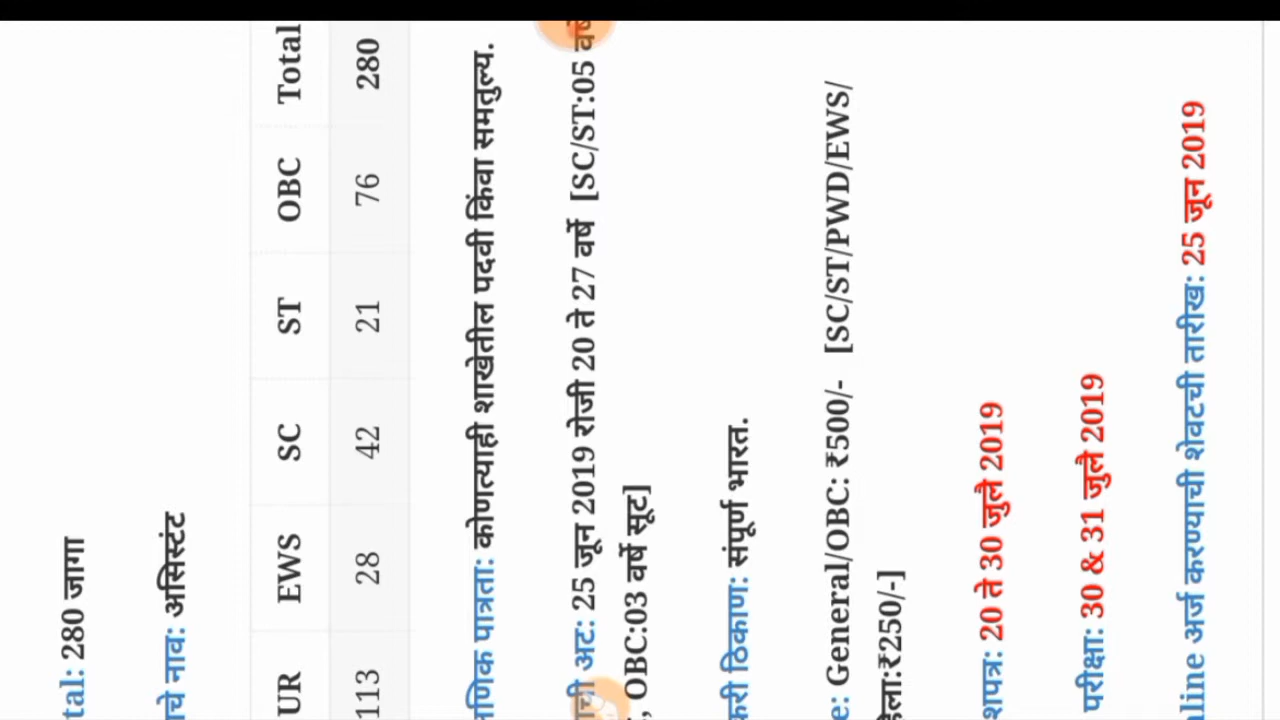 tal: 280 जागा
चे नाव: असिस्टंट
UR EWS SC ST OBC Total
113 28 42 21 76 280
पात्रता: कोणत्याही शाखेतील पदवी किंवा समतुल्य.
अट: 25 जून 2019 रोजी 20 ते 27 वर्षे [SC/ST:05
, OBC:03 वर्षे सूट]
करी ठिकाण: संपूर्ण भारत.
e: General/OBC: ₹500/- [SC/ST/PWD/EWS/
हिला:₹250/-]
शपत्र: 20 ते 30 जुलै 2019
परीक्षा: 30 & 31 जुलै 2019
line अर्ज करण्याची शेवटची तारीख: 25 जून 2019